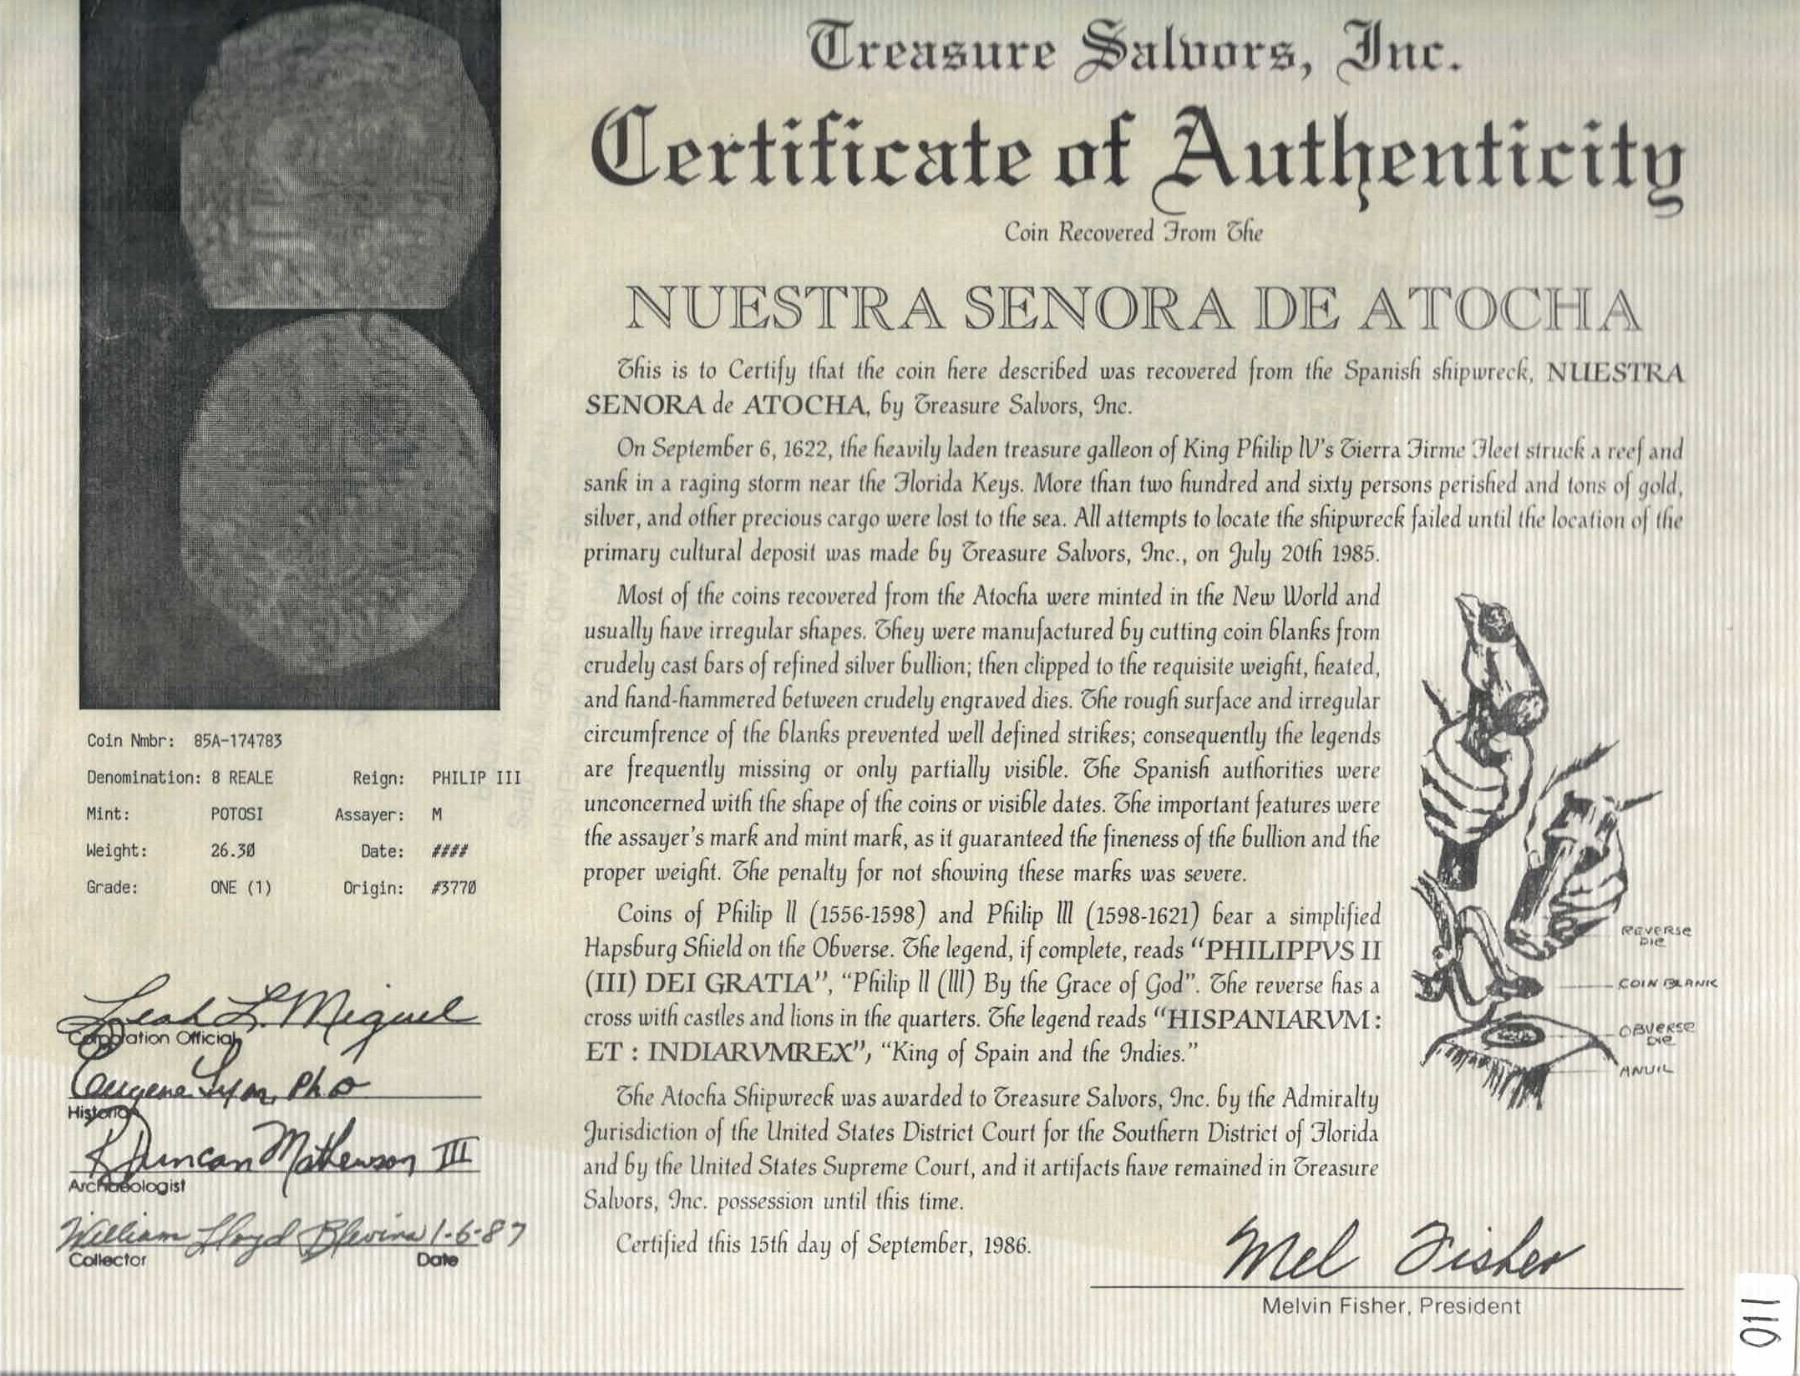 Treasure Salvors, Inc.
Certificate of Authenticity
Coin Recovered From The
NUESTRA SENORA DE ATOCHA
This is to Certify that the coin here described was recovered from the Spanish shipwreck, NUESTRA
SENORA de ATOCHA, by Treasure Salvors, Inc.
On September 6, 1622, the heavily laden treasure galleon of King Philip IV's Tierra Firme Fleet struck a reef and
sank in a raging storm near the Florida Keys. More than two hundred and sixty persons perished and tons of gold,
silver, and other precious cargo were lost to the sea. All attempts to locate the shipwreck failed until the location of the
primary cultural deposit was made by Treasure Salvors, Inc., on July 20th 1985.
Most of the coins recovered from the Atocha were minted in the New World and
usually have irregular shapes. They were manufactured by cutting coin blanks from
crudely cast bars of refined silver bullion; then clipped to the requisite weight, heated,
and hand-hammered between crudely engraved dies. The rough surface and irregular
circumfrence of the blanks prevented well defined strikes; consequently the legends
are frequently missing or only partially visible. The Spanish authorities were
unconcerned with the shape of the coins or visible dates. The important features were
the assayer's mark and mint mark, as it guaranteed the fineness of the bullion and the
proper weight. The penalty for not showing these marks was severe.
Coins of Philip II (1556-1598) and Philip III (1598-1621) bear a simplified
Hapsburg Shield on the Obverse. The legend, if complete, reads "PHILIPPVS II
(III) DEI GRATIA", "Philip II (III) By the Grace of God". The reverse has a
cross with castles and lions in the quarters. The legend reads "HISPANIARVM :
ET : INDIARVMREX", "King of Spain and the Indies."
The Atocha Shipwreck was awarded to Treasure Salvors, Inc. by the Admiralty
Jurisdiction of the United States District Court for the Southern District of Florida
and by the United States Supreme Court, and it artifacts have remained in Treasure
Salvors, Inc. possession until this time.
Certified this 15th day of September, 1986.
Mel Fisher
Melvin Fisher, President
REVERSE
DIE
COIN BLANK
OBVERSE
DIE
ANVIL
Coin Nmbr: 85A-174783
Denomination: 8 REALE Reign: PHILIP III
Mint: POTOSI Assayer: M
Weight: 26.30 Date: ####
Grade: ONE (1) Origin: #3770
Leah L. Miguel
Corporation Official
Eugene Lyon, PhD
Historian
R Duncan Mathewson III
Archaeologist
William Lloyd Blevins 1-6-87
Collector Date
110